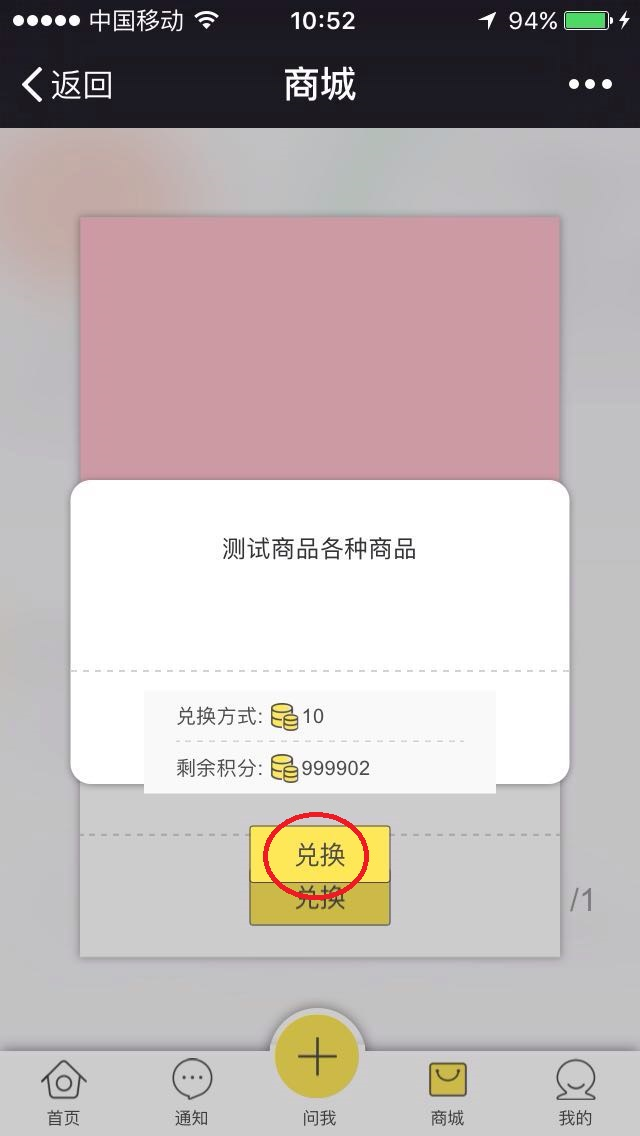 中国移动 10:52 94%
返回 商城
测试商品各种商品
兑换方式: 10
剩余积分: 999902
兑换
兑换
/1
首页 通知 问我 商城 我的